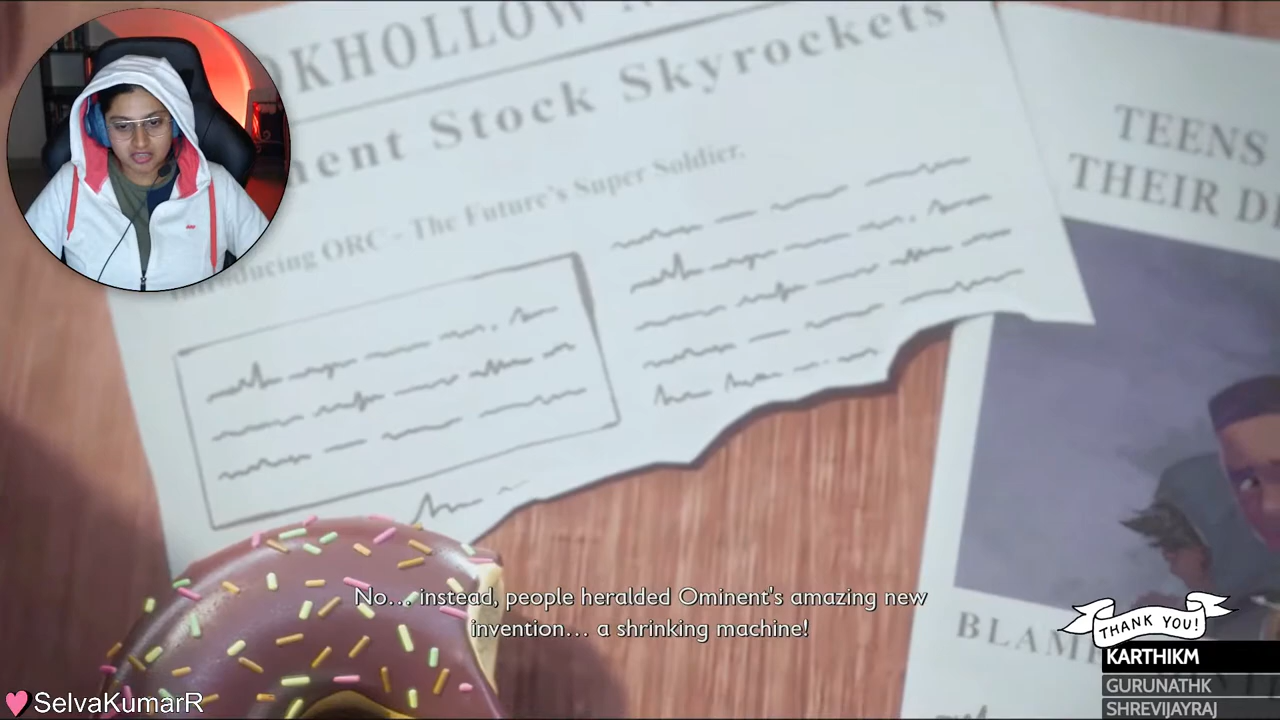 OKHOLLOW
nent Stock Skyrockets
Introducing ORC - The Future's Super Soldier.
TEENS
THEIR D
BLAM
No... instead, people heralded Ominent's amazing new
invention... a shrinking machine!
THANK YOU!
KARTHIKM
GURUNATHK
SHREVIJAYRAJ
SelvaKumarR